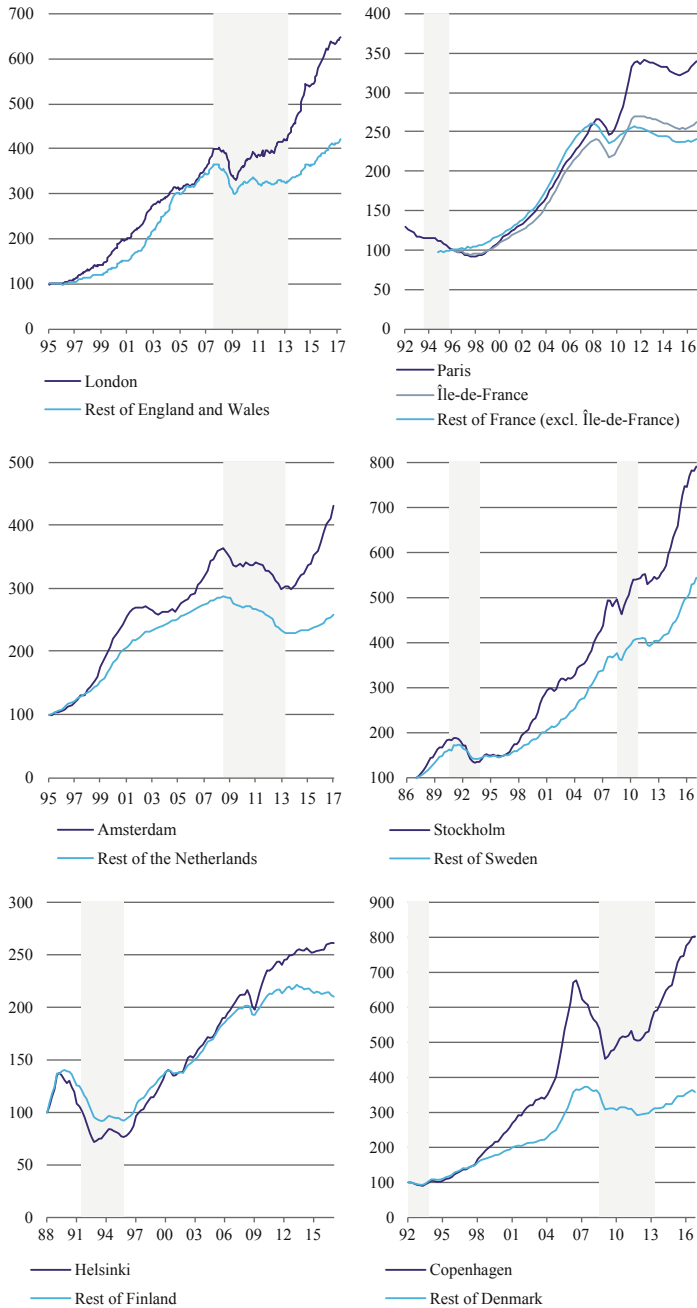 700
600
500
400
300
200
100
0
95 97 99 01 03 05 07 09 11 13 15 17
London
Rest of England and Wales
400
350
300
250
200
150
100
50
0
92 94 96 98 00 02 04 06 08 10 12 14 16
Paris
Île-de-France
Rest of France (excl. Île-de-France)
500
400
300
200
100
0
95 97 99 01 03 05 07 09 11 13 15 17
Amsterdam
Rest of the Netherlands
800
700
600
500
400
300
200
100
86 89 92 95 98 01 04 07 10 13 16
Stockholm
Rest of Sweden
300
250
200
150
100
50
0
88 91 94 97 00 03 06 09 12 15
Helsinki
Rest of Finland
900
800
700
600
500
400
300
200
100
0
92 95 98 01 04 07 10 13 16
Copenhagen
Rest of Denmark